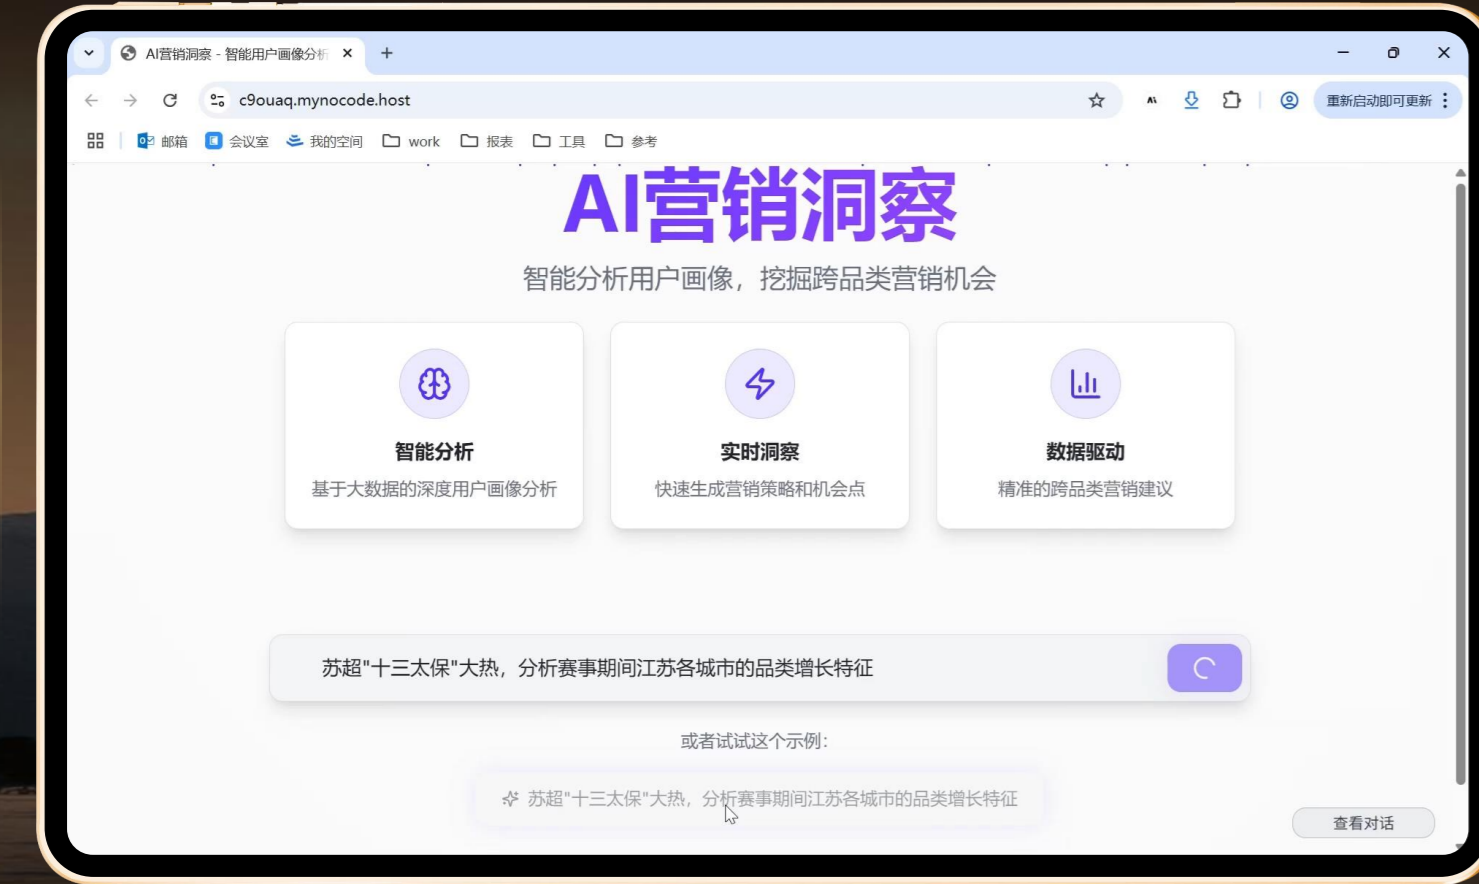 AI营销洞察 - 智能用户画像分析
c9ouaq.mynocode.host
重新启动即可更新
邮箱 会议室 我的空间 work 报表 工具 参考
AI营销洞察
智能分析用户画像，挖掘跨品类营销机会
智能分析
基于大数据的深度用户画像分析
实时洞察
快速生成营销策略和机会点
数据驱动
精准的跨品类营销建议
苏超"十三太保"大热，分析赛事期间江苏各城市的品类增长特征
或者试试这个示例：
苏超"十三太保"大热，分析赛事期间江苏各城市的品类增长特征
查看对话